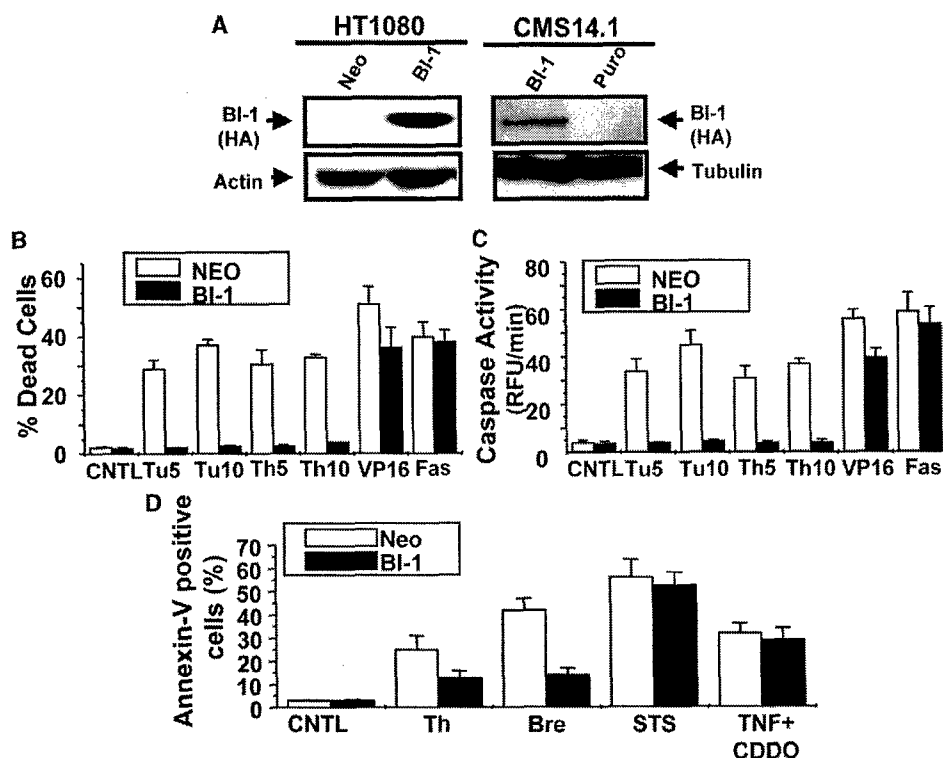 A
HT1080
CMS14.1
Neo
BI-1
BI-1
Puro
BI-1
(HA)
BI-1
(HA)
Actin
Tubulin
B
% Dead Cells
60
40
20
0
NEO
BI-1
CNTL Tu5 Tu10 Th5 Th10 VP16 Fas
C
Caspase Activity
(RFU/min)
80
60
40
20
0
NEO
BI-1
CNTL Tu5 Tu10 Th5 Th10 VP16 Fas
D
Annexin-V positive
cells (%)
70
60
50
40
30
20
10
0
Neo
BI-1
CNTL Th Bre STS TNF+
CDDO